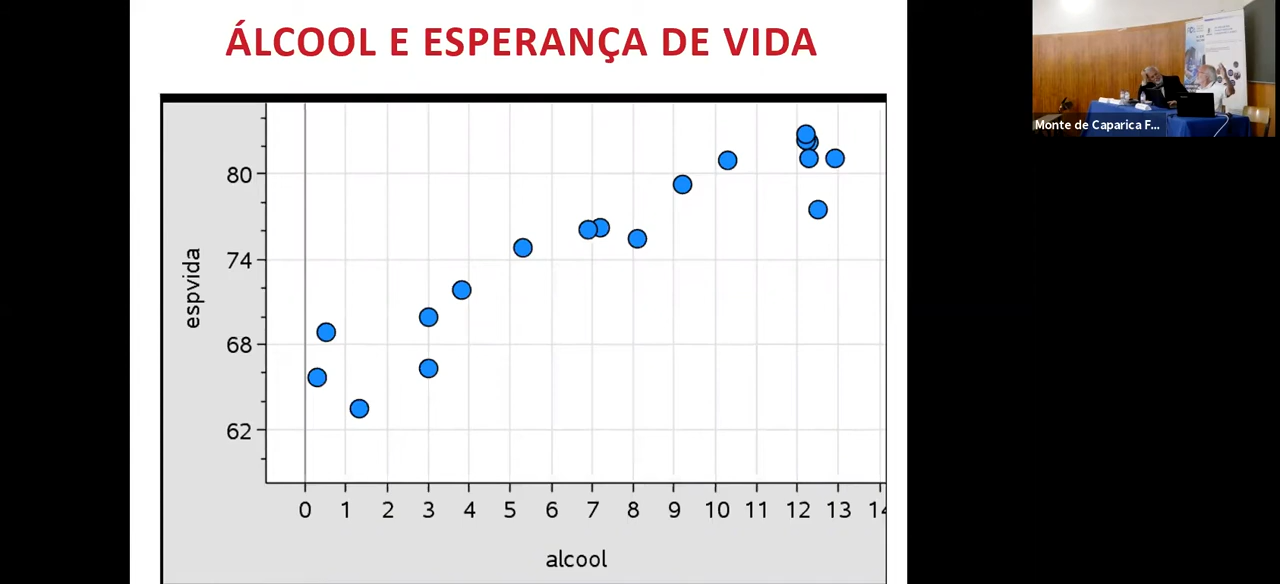 ÁLCOOL E ESPERANÇA DE VIDA
80
74
68
62
espvida
0 1 2 3 4 5 6 7 8 9 10 11 12 13 14
alcool
Monte de Caparica F...